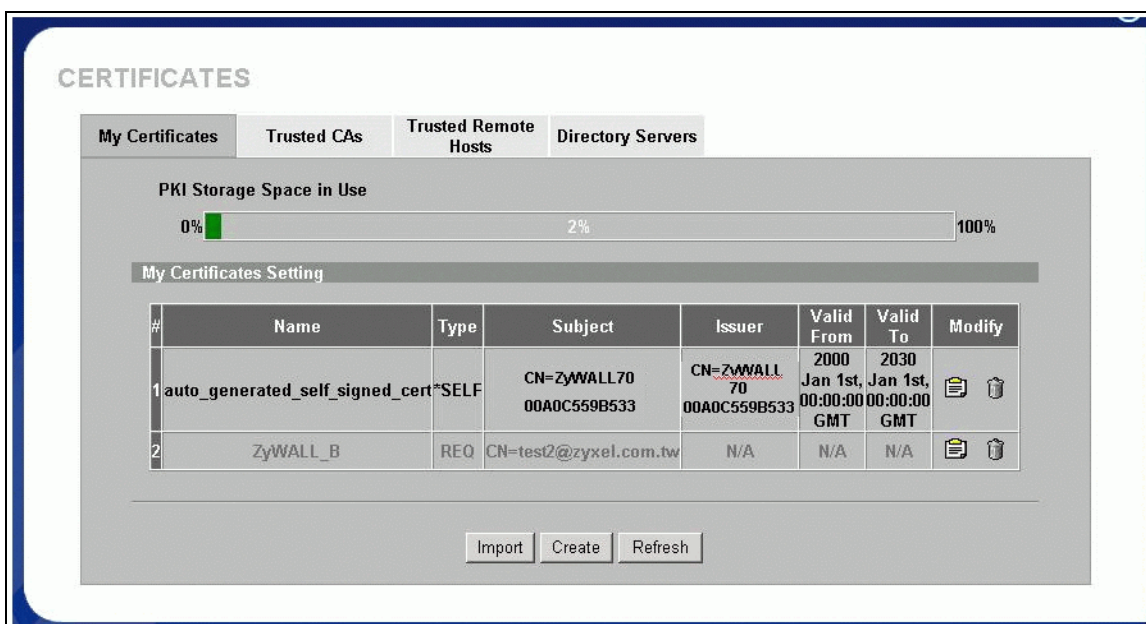 CERTIFICATES
My Certificates
Trusted CAs
Trusted Remote
Hosts
Directory Servers
PKI Storage Space in Use
0%
2%
100%
My Certificates Setting
# Name Type Subject Issuer Valid From Valid To Modify
1 auto_generated_self_signed_cert *SELF CN=ZyWALL70 00A0C559B533 CN=ZyWALL 70 00A0C559B533 2000 Jan 1st, 00:00:00 GMT 2030 Jan 1st, 00:00:00 GMT
2 ZyWALL_B REQ CN=test2@zyxel.com.tw N/A N/A N/A
Import Create Refresh